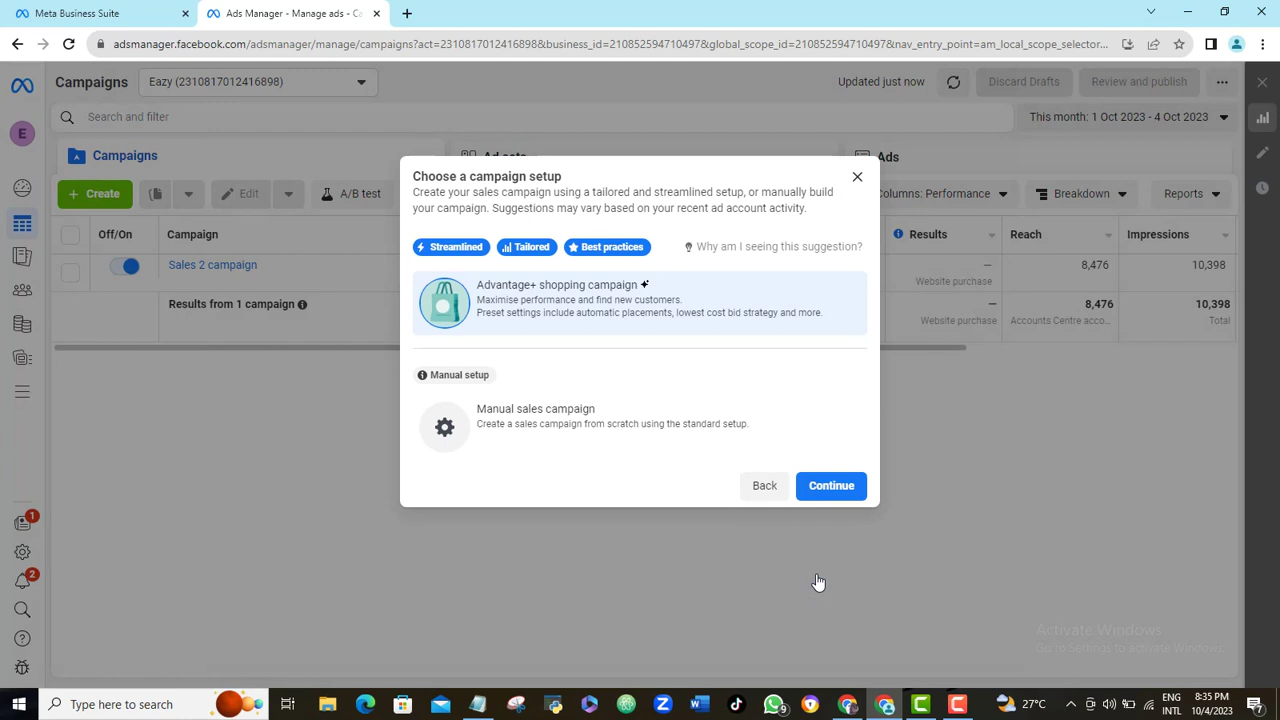 Meta Business Suite
Ads Manager - Manage ads - Ca
adsmanager.facebook.com/adsmanager/manage/campaigns?act=2310817012416898&business_id=210852594710497&global_scope_id=210852594710497&nav_entry_point=am_local_scope_selector...
Campaigns
Eazy (2310817012416898)
Updated just now
Discard Drafts
Review and publish
E
Search and filter
This month: 1 Oct 2023 - 4 Oct 2023
Campaigns
Ad sets
Ads
Create
Edit
A/B test
Columns: Performance
Breakdown
Reports
Off/On
Campaign
Results
Reach
Impressions
Sales 2 campaign
—
8,476
10,398
Website purchase
Results from 1 campaign
—
8,476
10,398
Website purchase
Accounts Centre acco...
Total
Choose a campaign setup
Create your sales campaign using a tailored and streamlined setup, or manually build
your campaign. Suggestions may vary based on your recent ad account activity.
Streamlined
Tailored
Best practices
Why am I seeing this suggestion?
Advantage+ shopping campaign
Maximise performance and find new customers.
Preset settings include automatic placements, lowest cost bid strategy and more.
Manual setup
Manual sales campaign
Create a sales campaign from scratch using the standard setup.
Back
Continue
1
2
Activate Windows
Go to Settings to activate Windows.
Type here to search
9
27°C
ENG
INTL
8:35 PM
10/4/2023